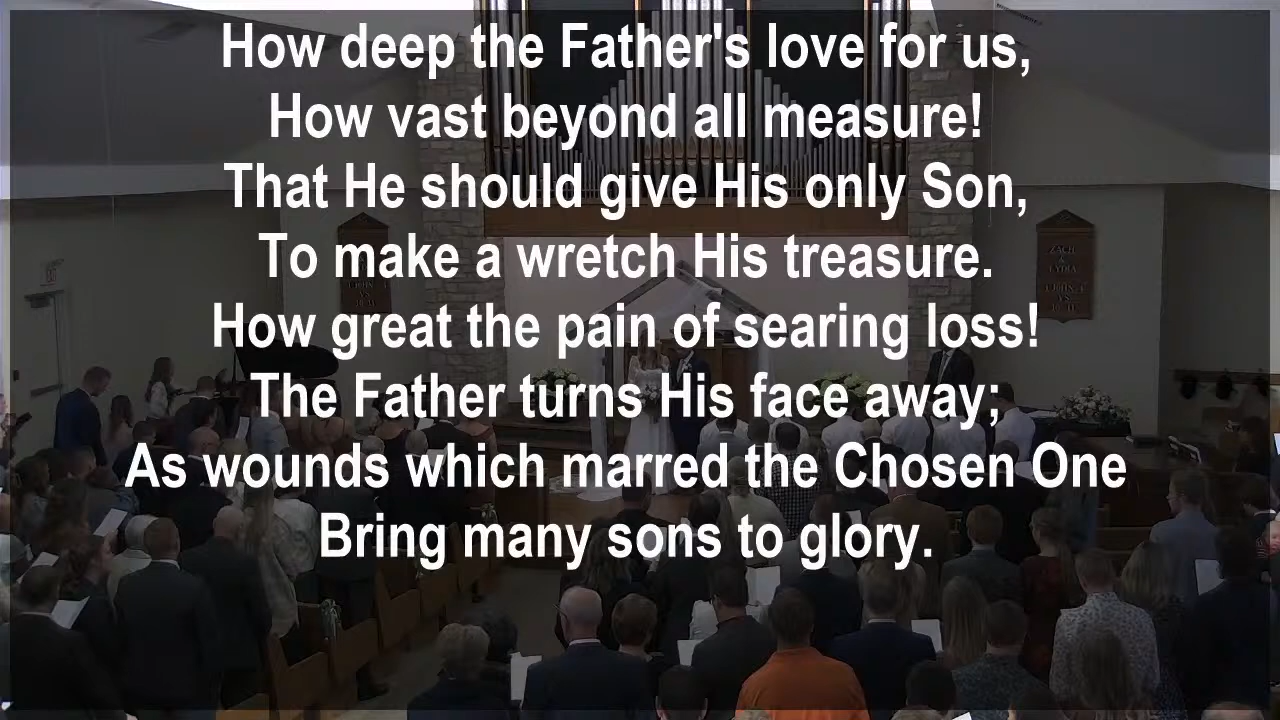 How deep the Father's love for us,
How vast beyond all measure!
That He should give His only Son,
To make a wretch His treasure.
How great the pain of searing loss!
The Father turns His face away;
As wounds which marred the Chosen One
Bring many sons to glory.
ZACH
&
LYDIA